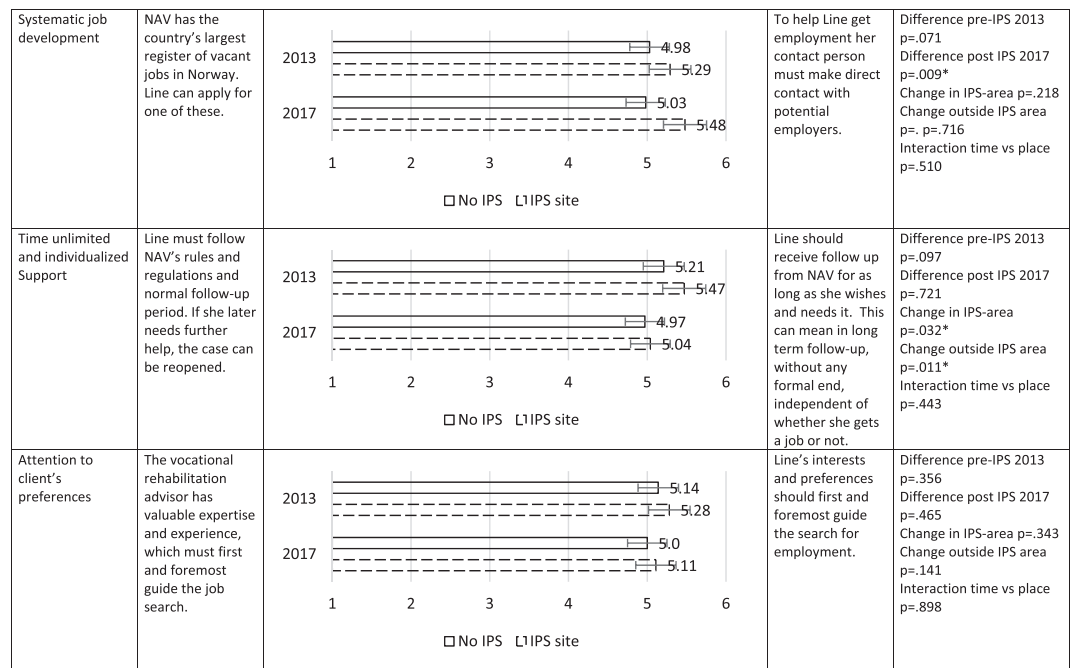 Systematic job
development
NAV has the
country's largest
register of vacant
jobs in Norway.
Line can apply for
one of these.
2013
4.98
5.29
2017
5.03
5.48
1 2 3 4 5 6
No IPS IPS site
To help Line get
employment her
contact person
must make direct
contact with
potential
employers.
Difference pre-IPS 2013
p=.071
Difference post IPS 2017
p=.009*
Change in IPS-area p=.218
Change outside IPS area
p=. p=.716
Interaction time vs place
p=.510
Time unlimited
and individualized
Support
Line must follow
NAV's rules and
regulations and
normal follow-up
period. If she later
needs further
help, the case can
be reopened.
2013
5.21
5.47
2017
4.97
5.04
1 2 3 4 5 6
No IPS IPS site
Line should
receive follow up
from NAV for as
long as she wishes
and needs it. This
can mean in long
term follow-up,
without any
formal end,
independent of
whether she gets
a job or not.
Difference pre-IPS 2013
p=.097
Difference post IPS 2017
p=.721
Change in IPS-area
p=.032*
Change outside IPS area
p=.011*
Interaction time vs place
p=.443
Attention to
client's
preferences
The vocational
rehabilitation
advisor has
valuable expertise
and experience,
which must first
and foremost
guide the job
search.
2013
5.14
5.28
2017
5.0
5.11
1 2 3 4 5 6
No IPS IPS site
Line's interests
and preferences
should first and
foremost guide
the search for
employment.
Difference pre-IPS 2013
p=.356
Difference post IPS 2017
p=.465
Change in IPS-area p=.343
Change outside IPS area
p=.141
Interaction time vs place
p=.898